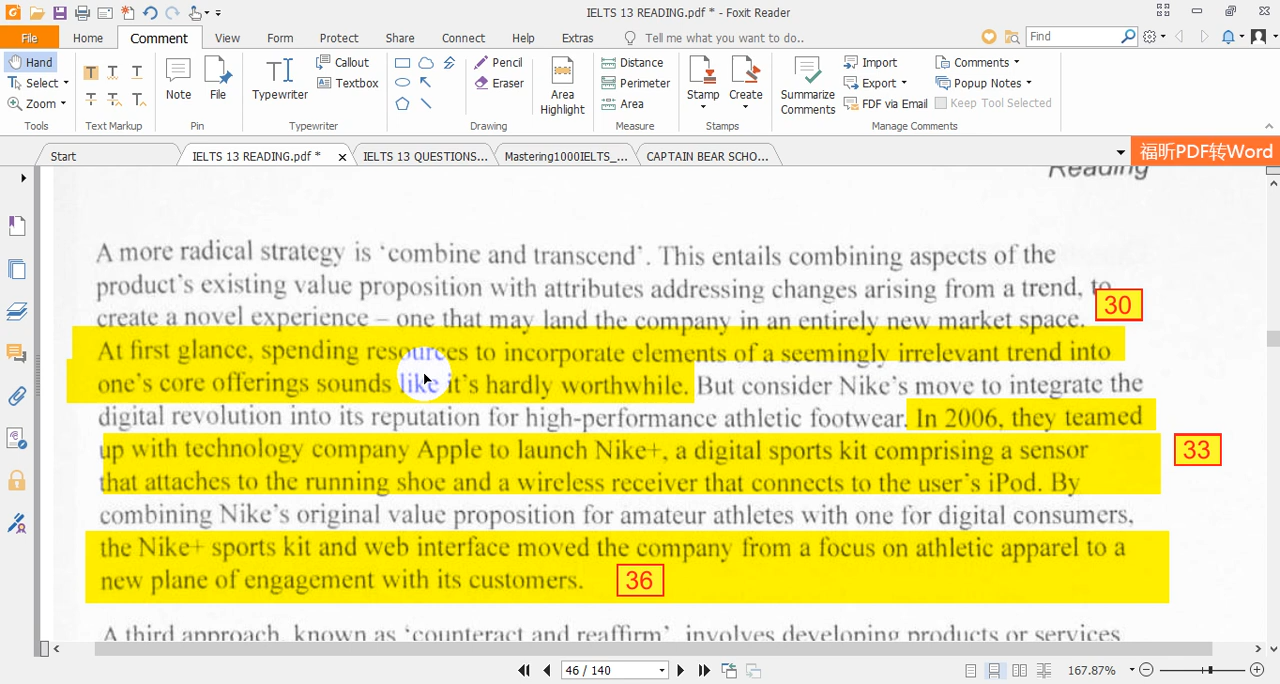 IELTS 13 READING.pdf * - Foxit Reader
File Home Comment View Form Protect Share Connect Help Extras Tell me what you want to do.. Find
Hand
Select
Zoom
Tools
Text Markup
Note
File
Pin
Typewriter
Callout
Textbox
Typewriter
Pencil
Eraser
Area Highlight
Drawing
Distance
Perimeter
Area
Measure
Stamp
Create
Stamps
Summarize Comments
Import
Export
FDF via Email
Comments
Popup Notes
Keep Tool Selected
Manage Comments
Start IELTS 13 READING.pdf * IELTS 13 QUESTIONS... Mastering1000IELTS_... CAPTAIN BEAR SCHO... 福昕PDF转Word
Reading
A more radical strategy is ‘combine and transcend’. This entails combining aspects of the
product’s existing value proposition with attributes addressing changes arising from a trend, to
create a novel experience – one that may land the company in an entirely new market space.
30
At first glance, spending resources to incorporate elements of a seemingly irrelevant trend into
one’s core offerings sounds like it’s hardly worthwhile. But consider Nike’s move to integrate the
digital revolution into its reputation for high-performance athletic footwear. In 2006, they teamed
up with technology company Apple to launch Nike+, a digital sports kit comprising a sensor
33
that attaches to the running shoe and a wireless receiver that connects to the user’s iPod. By
combining Nike’s original value proposition for amateur athletes with one for digital consumers,
the Nike+ sports kit and web interface moved the company from a focus on athletic apparel to a
new plane of engagement with its customers. 36
A third approach, known as ‘counteract and reaffirm’, involves developing products or services
46 / 140
167.87%